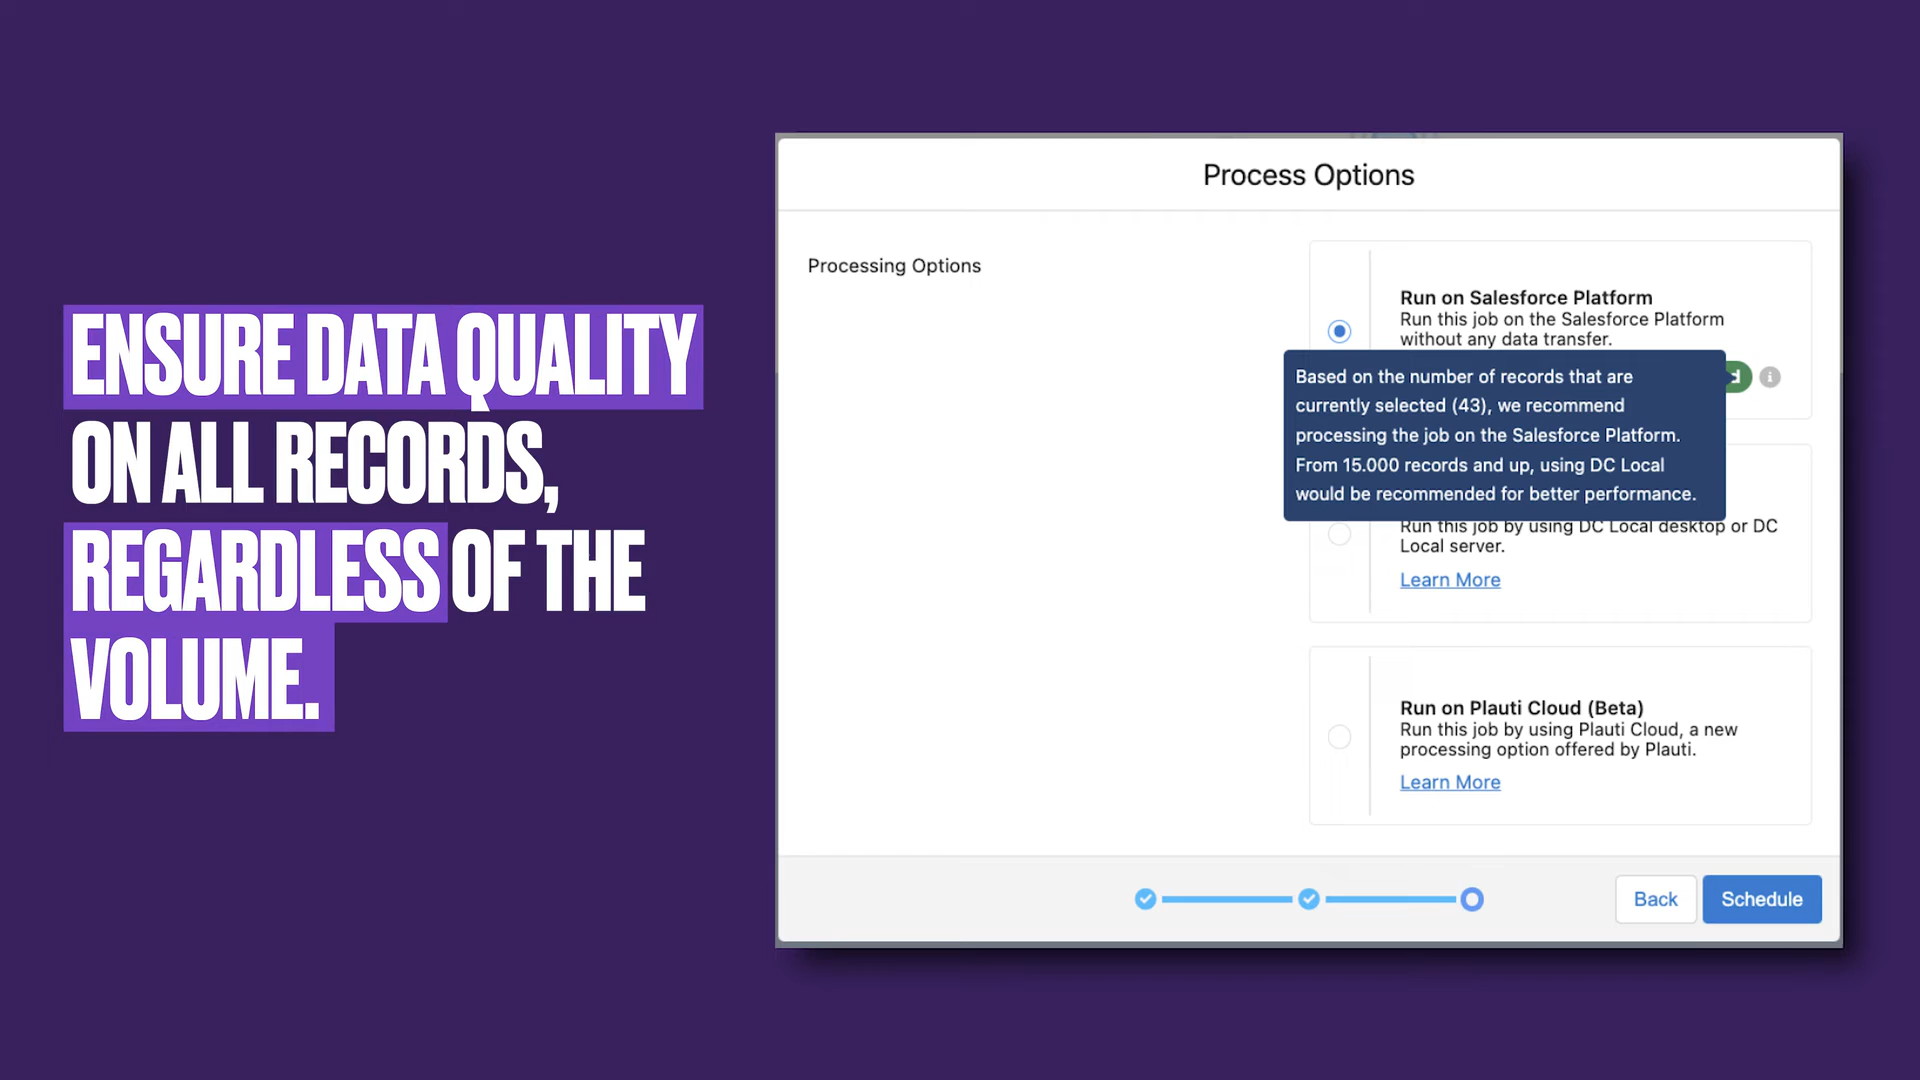 ENSURE DATA QUALITY
ON ALL RECORDS,
REGARDLESS OF THE
VOLUME.
Process Options
Processing Options
Run on Salesforce Platform
Run this job on the Salesforce Platform
without any data transfer.
Based on the number of records that are
currently selected (43), we recommend
processing the job on the Salesforce Platform.
From 15.000 records and up, using DC Local
would be recommended for better performance.
Run this job by using DC Local desktop or DC
Local server.
Learn More
Run on Plauti Cloud (Beta)
Run this job by using Plauti Cloud, a new
processing option offered by Plauti.
Learn More
Back
Schedule